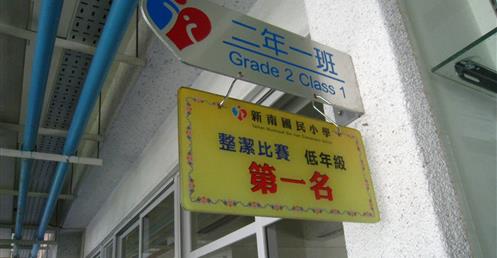 二年一班
Grade 2 Class 1
新南國民小學
整潔比賽 低年級
第一名